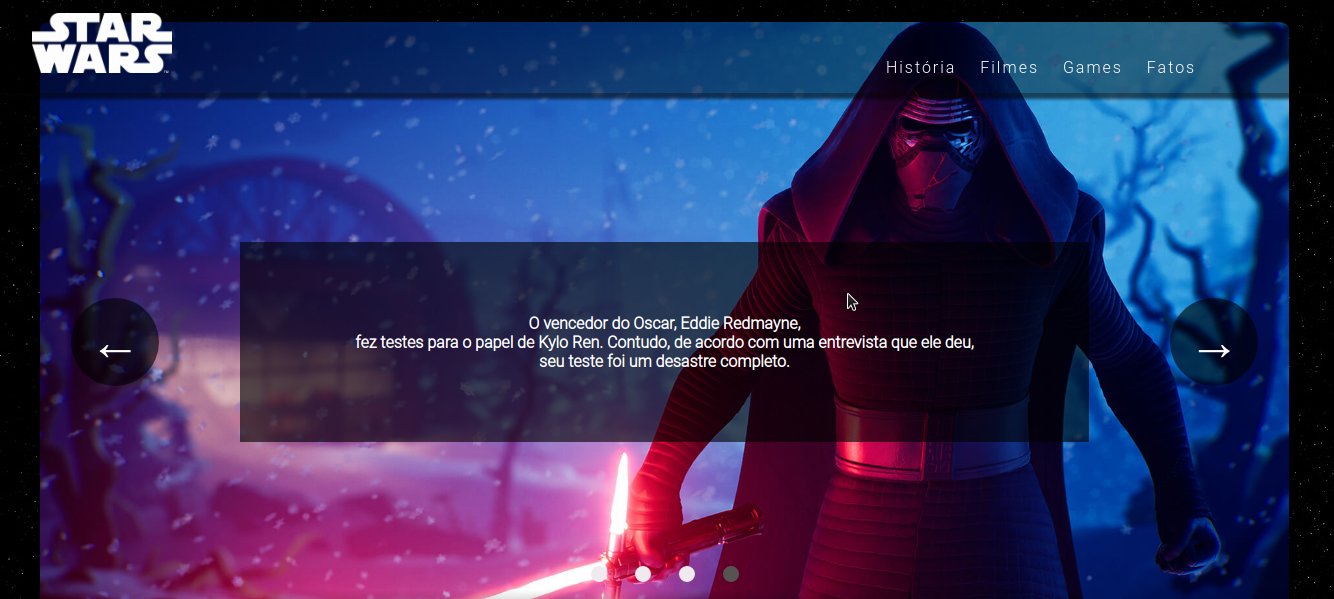 STAR
WARS
TM
História Filmes Games Fatos
O vencedor do Oscar, Eddie Redmayne,
fez testes para o papel de Kylo Ren. Contudo, de acordo com uma entrevista que ele deu,
seu teste foi um desastre completo.